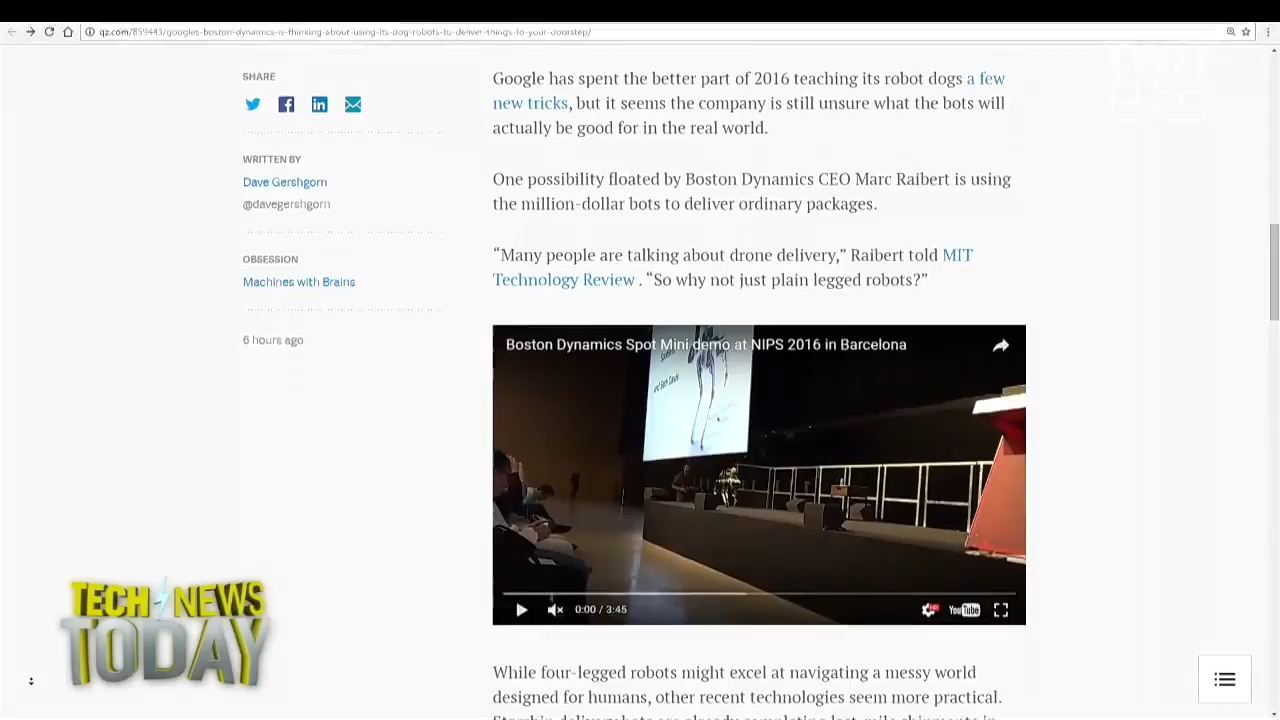 qz.com/859443/googles-boston-dynamics-is-thinking-about-using-its-dog-robots-to-deliver-things-to-your-doorstep/
SHARE
WRITTEN BY
Dave Gershgorn
@davegershgorn
OBSESSION
Machines with Brains
6 hours ago
Google has spent the better part of 2016 teaching its robot dogs a few
new tricks, but it seems the company is still unsure what the bots will
actually be good for in the real world.
One possibility floated by Boston Dynamics CEO Marc Raibert is using
the million-dollar bots to deliver ordinary packages.
“Many people are talking about drone delivery,” Raibert told MIT
Technology Review . “So why not just plain legged robots?”
Boston Dynamics Spot Mini demo at NIPS 2016 in Barcelona
0:00 / 3:45
YouTube
While four-legged robots might excel at navigating a messy world
designed for humans, other recent technologies seem more practical.
TECH NEWS
TODAY